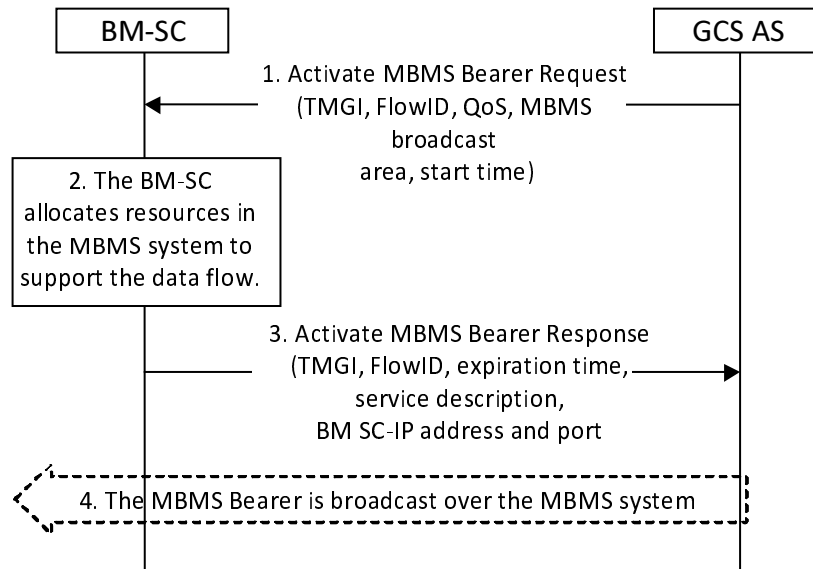 BM-SC
GCS AS
1. Activate MBMS Bearer Request
(TMGI, FlowID, QoS, MBMS
broadcast
area, start time)
2. The BM-SC
allocates resources in
the MBMS system to
support the data flow.
3. Activate MBMS Bearer Response
(TMGI, FlowID, expiration time,
service description,
BM SC-IP address and port
4. The MBMS Bearer is broadcast over the MBMS system